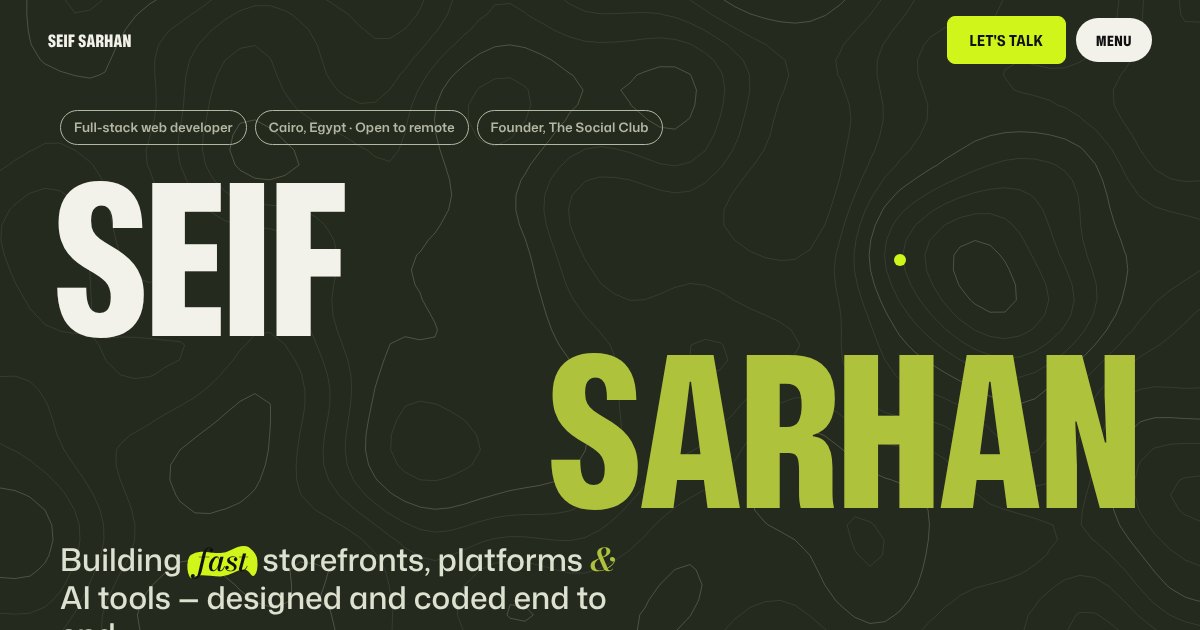 SEIF SARHAN
LET'S TALK
MENU
Full-stack web developer
Cairo, Egypt · Open to remote
Founder, The Social Club
SEIF
SARHAN
Building fast storefronts, platforms &
AI tools — designed and coded end to
end.